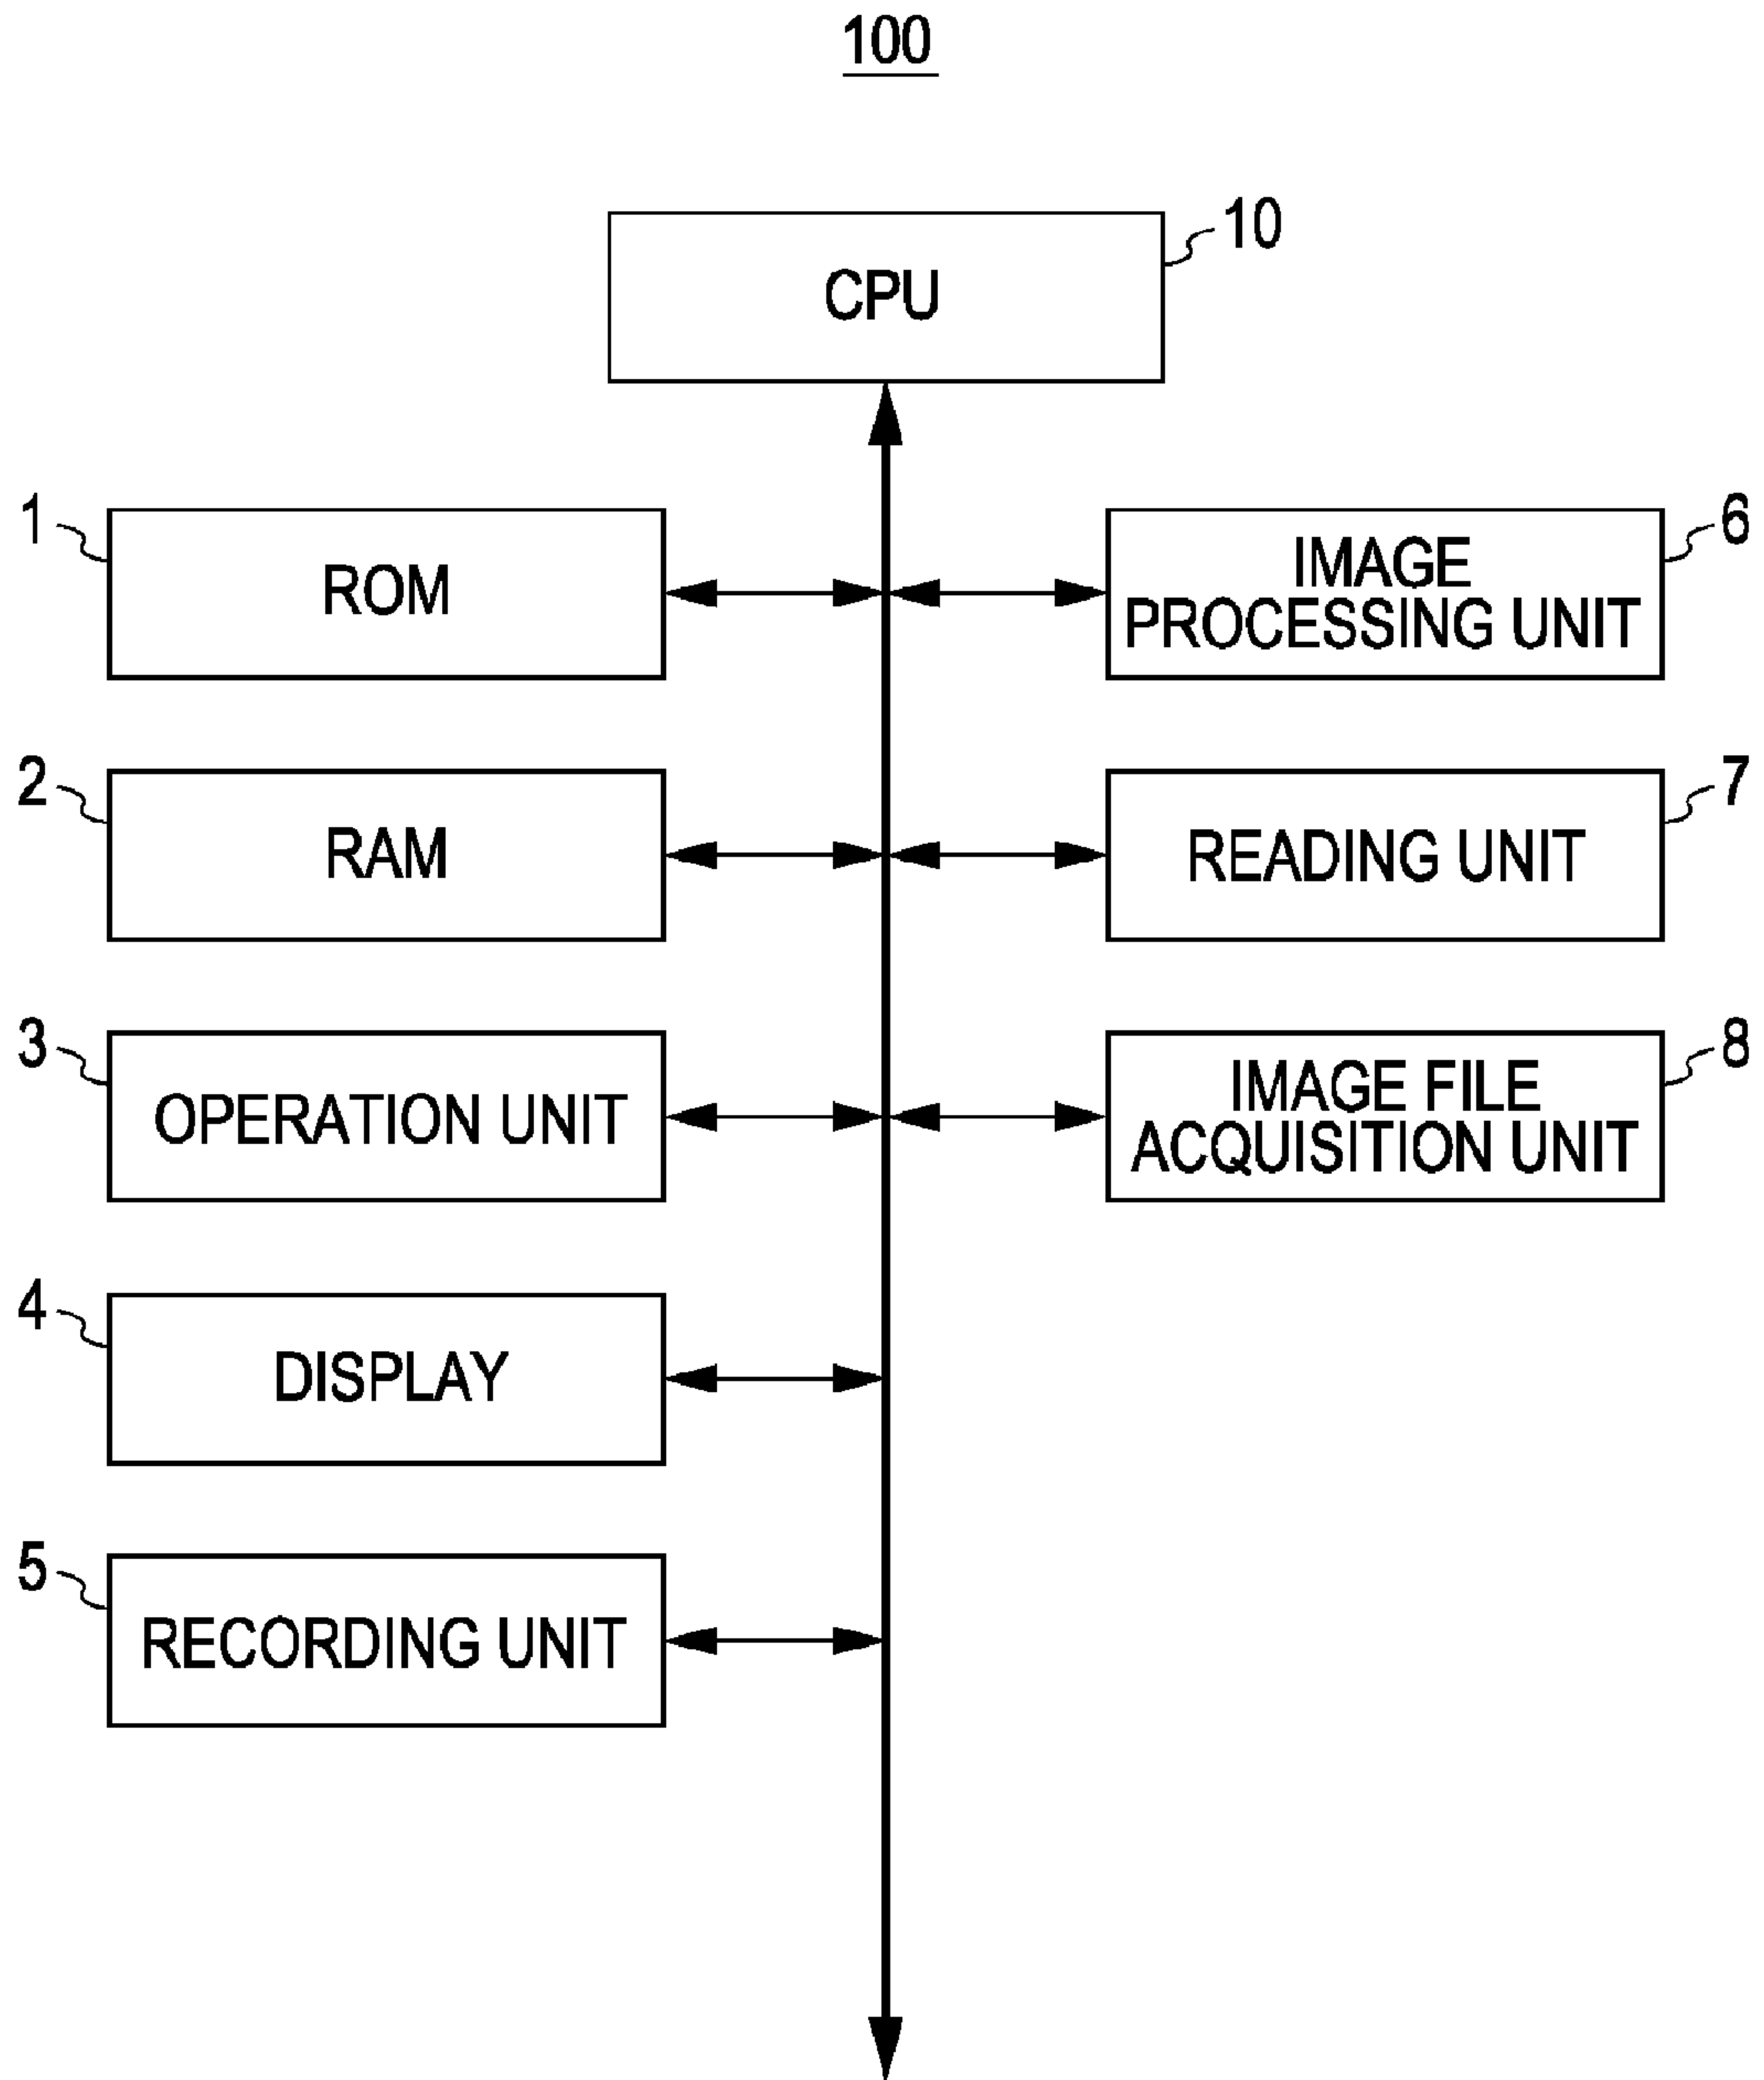 100
10
CPU
1
ROM
6
IMAGE
PROCESSING UNIT
2
RAM
7
READING UNIT
3
OPERATION UNIT
8
IMAGE FILE
ACQUISITION UNIT
4
DISPLAY
5
RECORDING UNIT